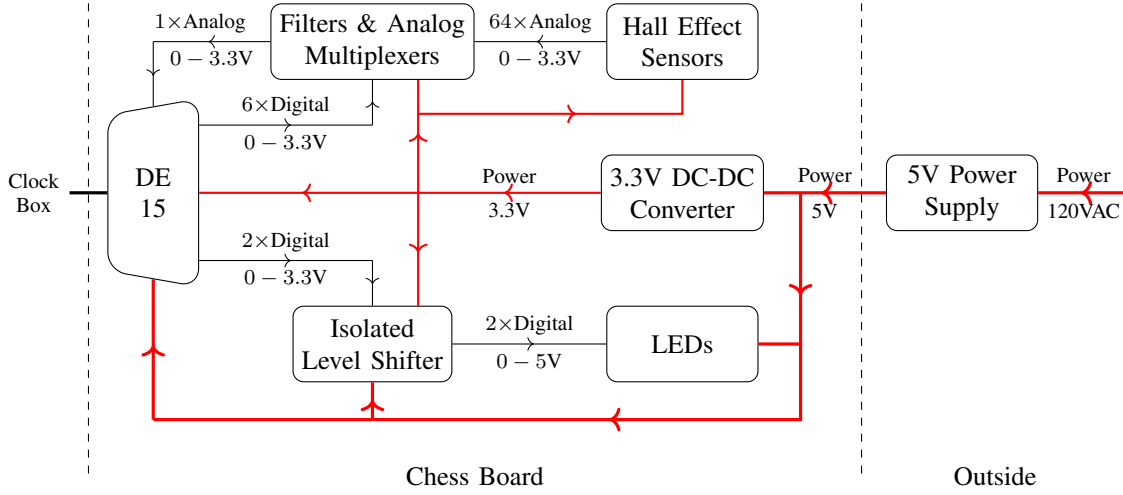 1×Analog
0 − 3.3V
Filters & Analog
Multiplexers
64×Analog
0 − 3.3V
Hall Effect
Sensors
6×Digital
0 − 3.3V
Clock
Box
DE
15
Power
3.3V
3.3V DC-DC
Converter
Power
5V
5V Power
Supply
Power
120VAC
2×Digital
0 − 3.3V
Isolated
Level Shifter
2×Digital
0 − 5V
LEDs
Chess Board
Outside